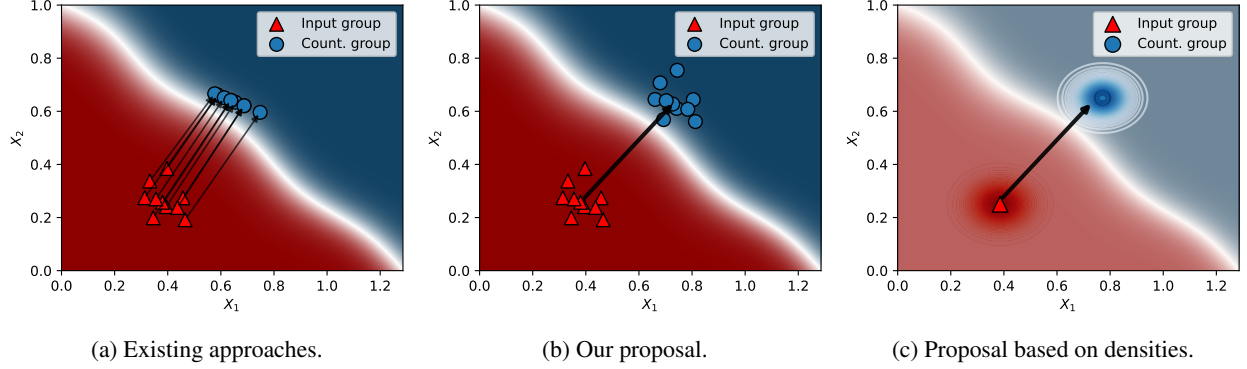 Input group
Count. group
1.0
0.8
0.6
0.4
0.2
0.0
X2
0.0 0.2 0.4 0.6 0.8 1.0 1.2
X1
(a) Existing approaches.
Input group
Count. group
1.0
0.8
0.6
0.4
0.2
0.0
X2
0.0 0.2 0.4 0.6 0.8 1.0 1.2
X1
(b) Our proposal.
Input group
Count. group
1.0
0.8
0.6
0.4
0.2
0.0
X2
0.0 0.2 0.4 0.6 0.8 1.0 1.2
X1
(c) Proposal based on densities.